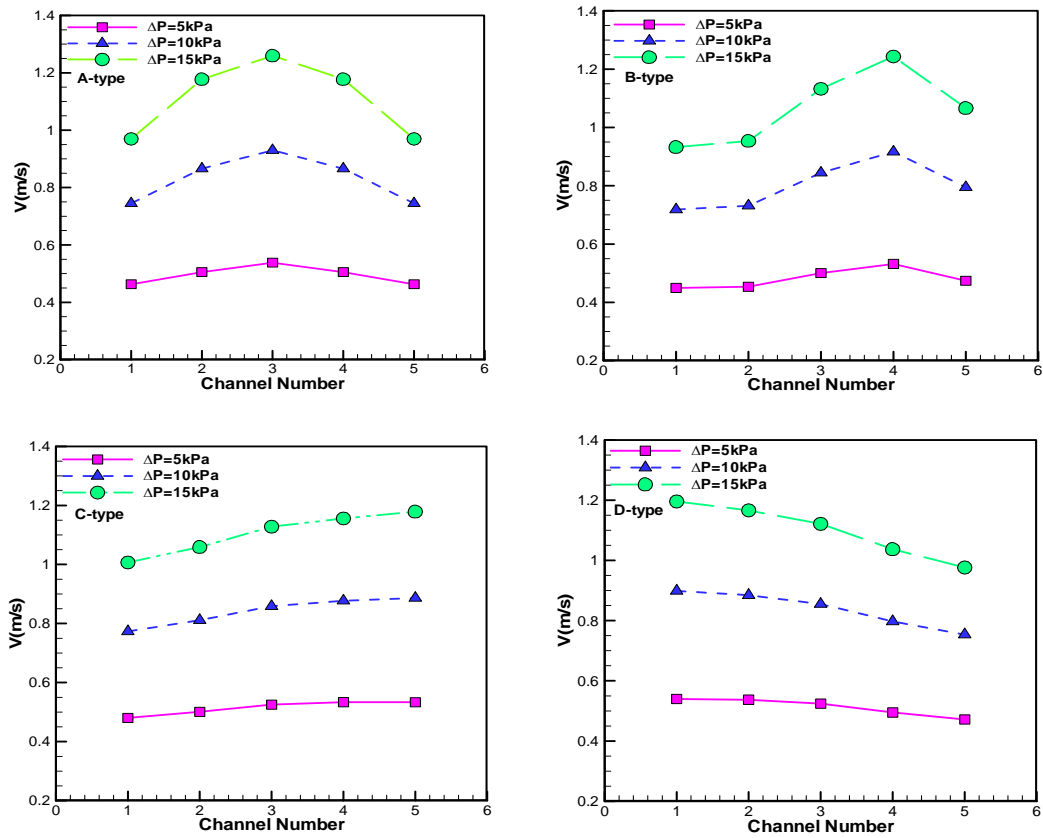 1.4
ΔP=5kPa
ΔP=10kPa
ΔP=15kPa
1.2
A-type
1
0.8
V(m/s)
0.6
0.4
0.2
0 1 2 3 4 5 6
Channel Number
1.4
ΔP=5kPa
ΔP=10kPa
ΔP=15kPa
1.2
B-type
1
0.8
V(m/s)
0.6
0.4
0.2
0 1 2 3 4 5 6
Channel Number
1.4
ΔP=5kPa
ΔP=10kPa
ΔP=15kPa
1.2
C-type
1
0.8
V(m/s)
0.6
0.4
0.2
0 1 2 3 4 5 6
Channel Number
1.4
ΔP=5kPa
ΔP=10kPa
ΔP=15kPa
1.2
D-type
1
0.8
V(m/s)
0.6
0.4
0.2
0 1 2 3 4 5 6
Channel Number